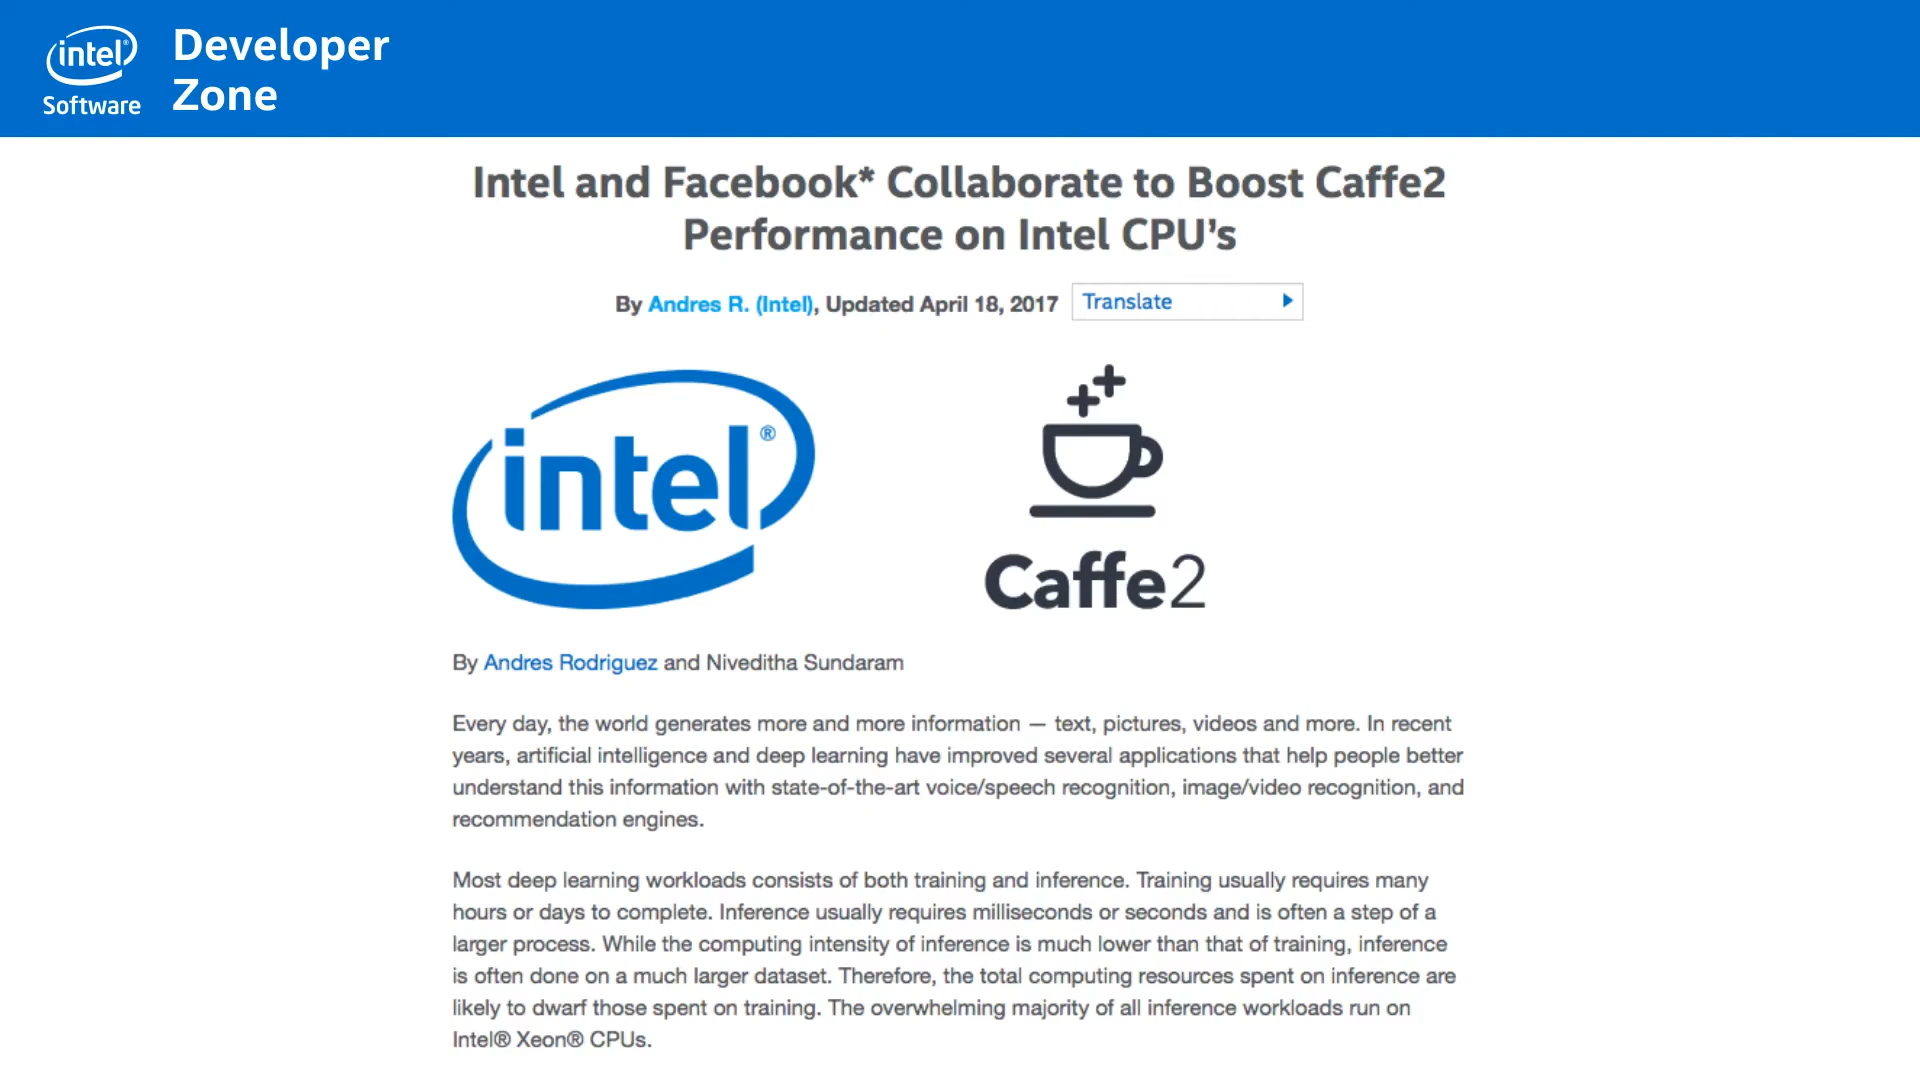 intel®
Software
Developer
Zone
Intel and Facebook* Collaborate to Boost Caffe2
Performance on Intel CPU's
By Andres R. (Intel), Updated April 18, 2017
Translate
intel®
Caffe2
By Andres Rodriguez and Niveditha Sundaram
Every day, the world generates more and more information — text, pictures, videos and more. In recent
years, artificial intelligence and deep learning have improved several applications that help people better
understand this information with state-of-the-art voice/speech recognition, image/video recognition, and
recommendation engines.
Most deep learning workloads consists of both training and inference. Training usually requires many
hours or days to complete. Inference usually requires milliseconds or seconds and is often a step of a
larger process. While the computing intensity of inference is much lower than that of training, inference
is often done on a much larger dataset. Therefore, the total computing resources spent on inference are
likely to dwarf those spent on training. The overwhelming majority of all inference workloads run on
Intel® Xeon® CPUs.